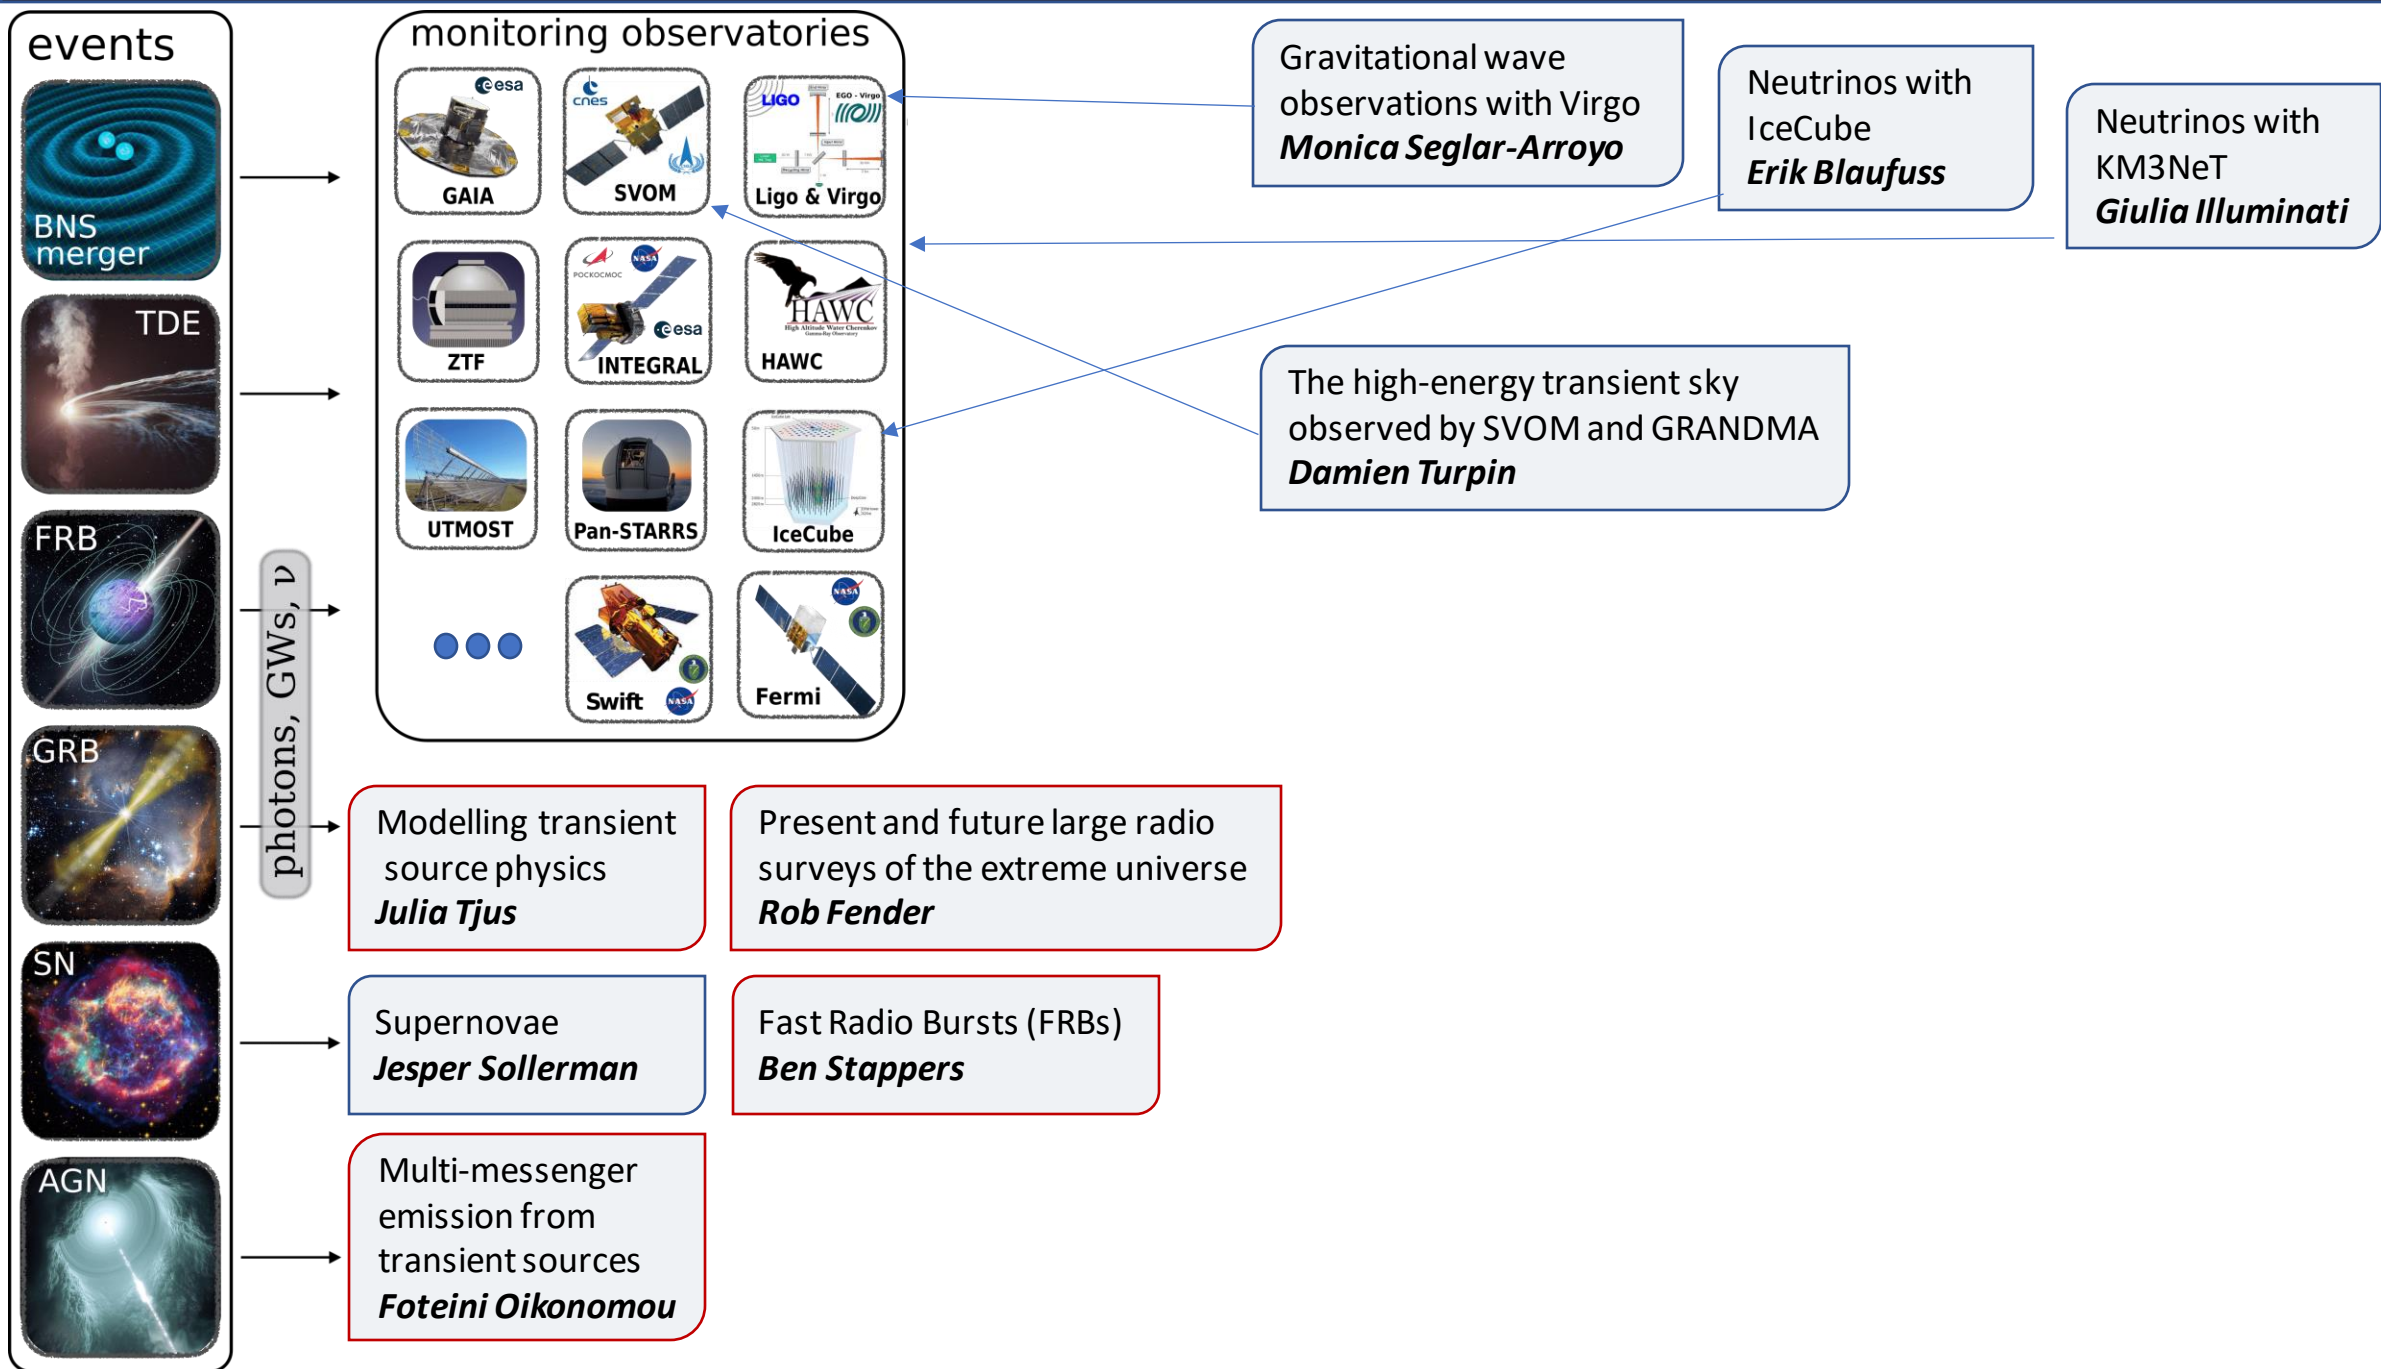 events
BNS
merger
TDE
FRB
GRB
SN
AGN
photons, GWs, ν
monitoring observatories
esa
GAIA
cnes
SVOM
LIGO
EGO - Virgo
Ligo & Virgo
ZTF
РОСКОСМОС
NASA
esa
INTEGRAL
HAWC
High Altitude Water Cherenkov
Gamma-Ray Observatory
HAWC
UTMOST
Pan-STARRS
IceCube
Swift
NASA
NASA
Fermi
Gravitational wave
observations with Virgo
Monica Seglar-Arroyo
Neutrinos with
IceCube
Erik Blaufuss
Neutrinos with
KM3NeT
Giulia Illuminati
The high-energy transient sky
observed by SVOM and GRANDMA
Damien Turpin
Modelling transient
source physics
Julia Tjus
Present and future large radio
surveys of the extreme universe
Rob Fender
Supernovae
Jesper Sollerman
Fast Radio Bursts (FRBs)
Ben Stappers
Multi-messenger
emission from
transient sources
Foteini Oikonomou